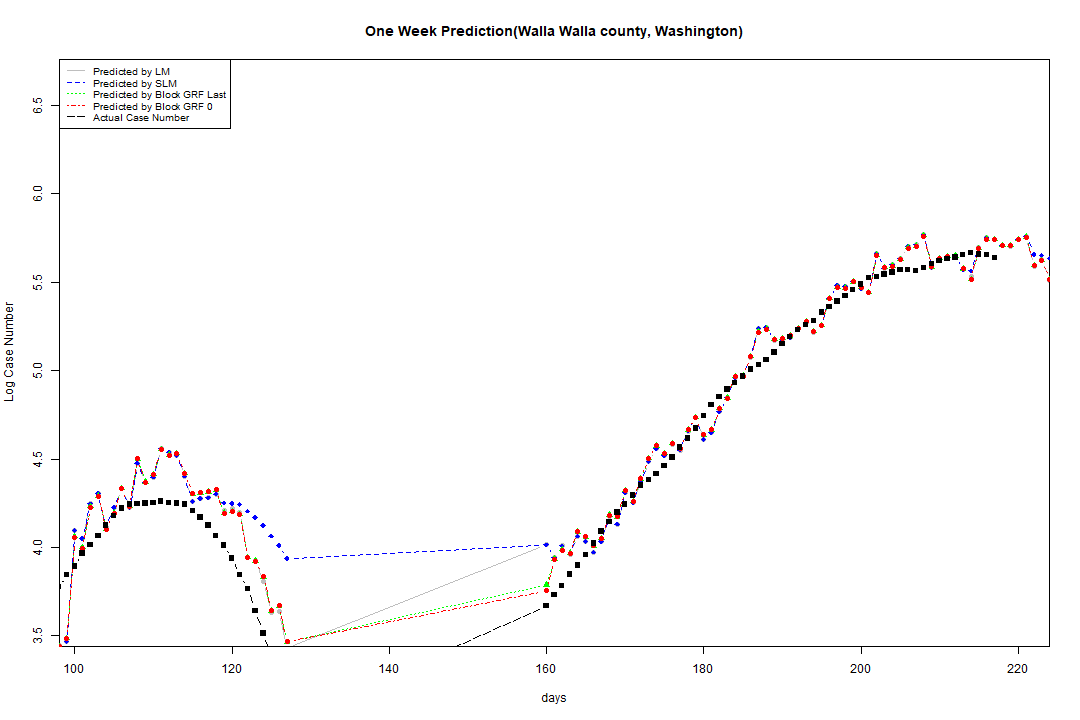 One Week Prediction(Walla Walla county, Washington)
Predicted by LM
Predicted by SLM
Predicted by Block GRF Last
Predicted by Block GRF 0
Actual Case Number
Log Case Number
6.5
6.0
5.5
5.0
4.5
4.0
3.5
100 120 140 160 180 200 220
days